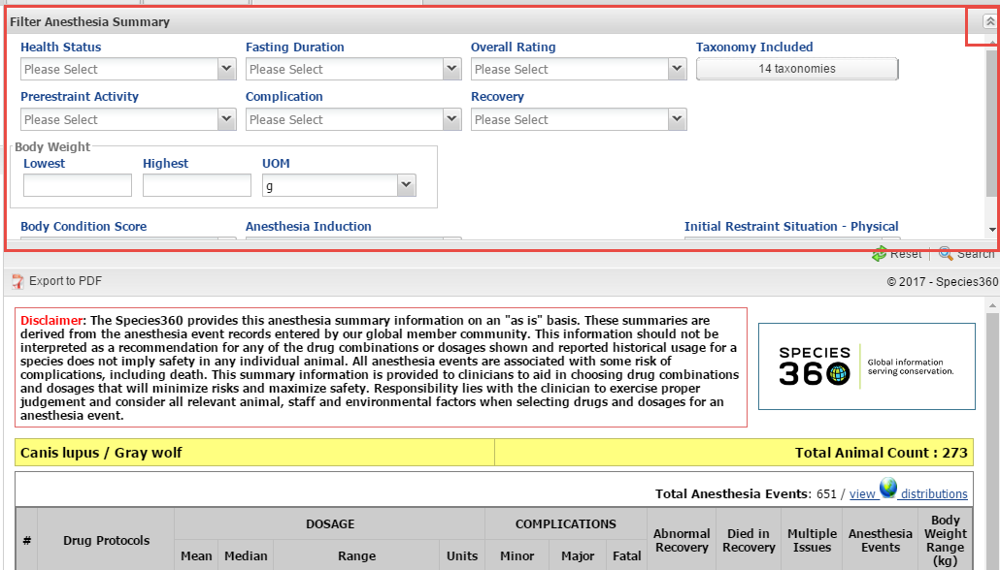 Filter Anesthesia Summary
Health Status Fasting Duration Overall Rating Taxonomy Included
Please Select Please Select Please Select 14 taxonomies
Prerestraint Activity Complication Recovery
Please Select Please Select Please Select
Body Weight
Lowest Highest UOM
g
Body Condition Score Anesthesia Induction Initial Restraint Situation - Physical
Reset Search
Export to PDF © 2017 - Species360
Disclaimer: The Species360 provides this anesthesia summary information on an "as is" basis. These summaries are
derived from the anesthesia event records entered by our global member community. This information should not be
interpreted as a recommendation for any of the drug combinations or dosages shown and reported historical usage for a
species does not imply safety in any individual animal. All anesthesia events are associated with some risk of
complications, including death. This summary information is provided to clinicians to aid in choosing drug combinations
and dosages that will minimize risks and maximize safety. Responsibility lies with the clinician to exercise proper
judgement and consider all relevant animal, staff and environmental factors when selecting drugs and dosages for an
anesthesia event.
SPECIES
360
Global information
serving conservation.
Canis lupus / Gray wolf Total Animal Count : 273
Total Anesthesia Events: 651 / view distributions
# Drug Protocols DOSAGE COMPLICATIONS Abnormal Recovery Died in Recovery Multiple Issues Anesthesia Events Body Weight Range (kg)
Mean Median Range Units Minor Major Fatal